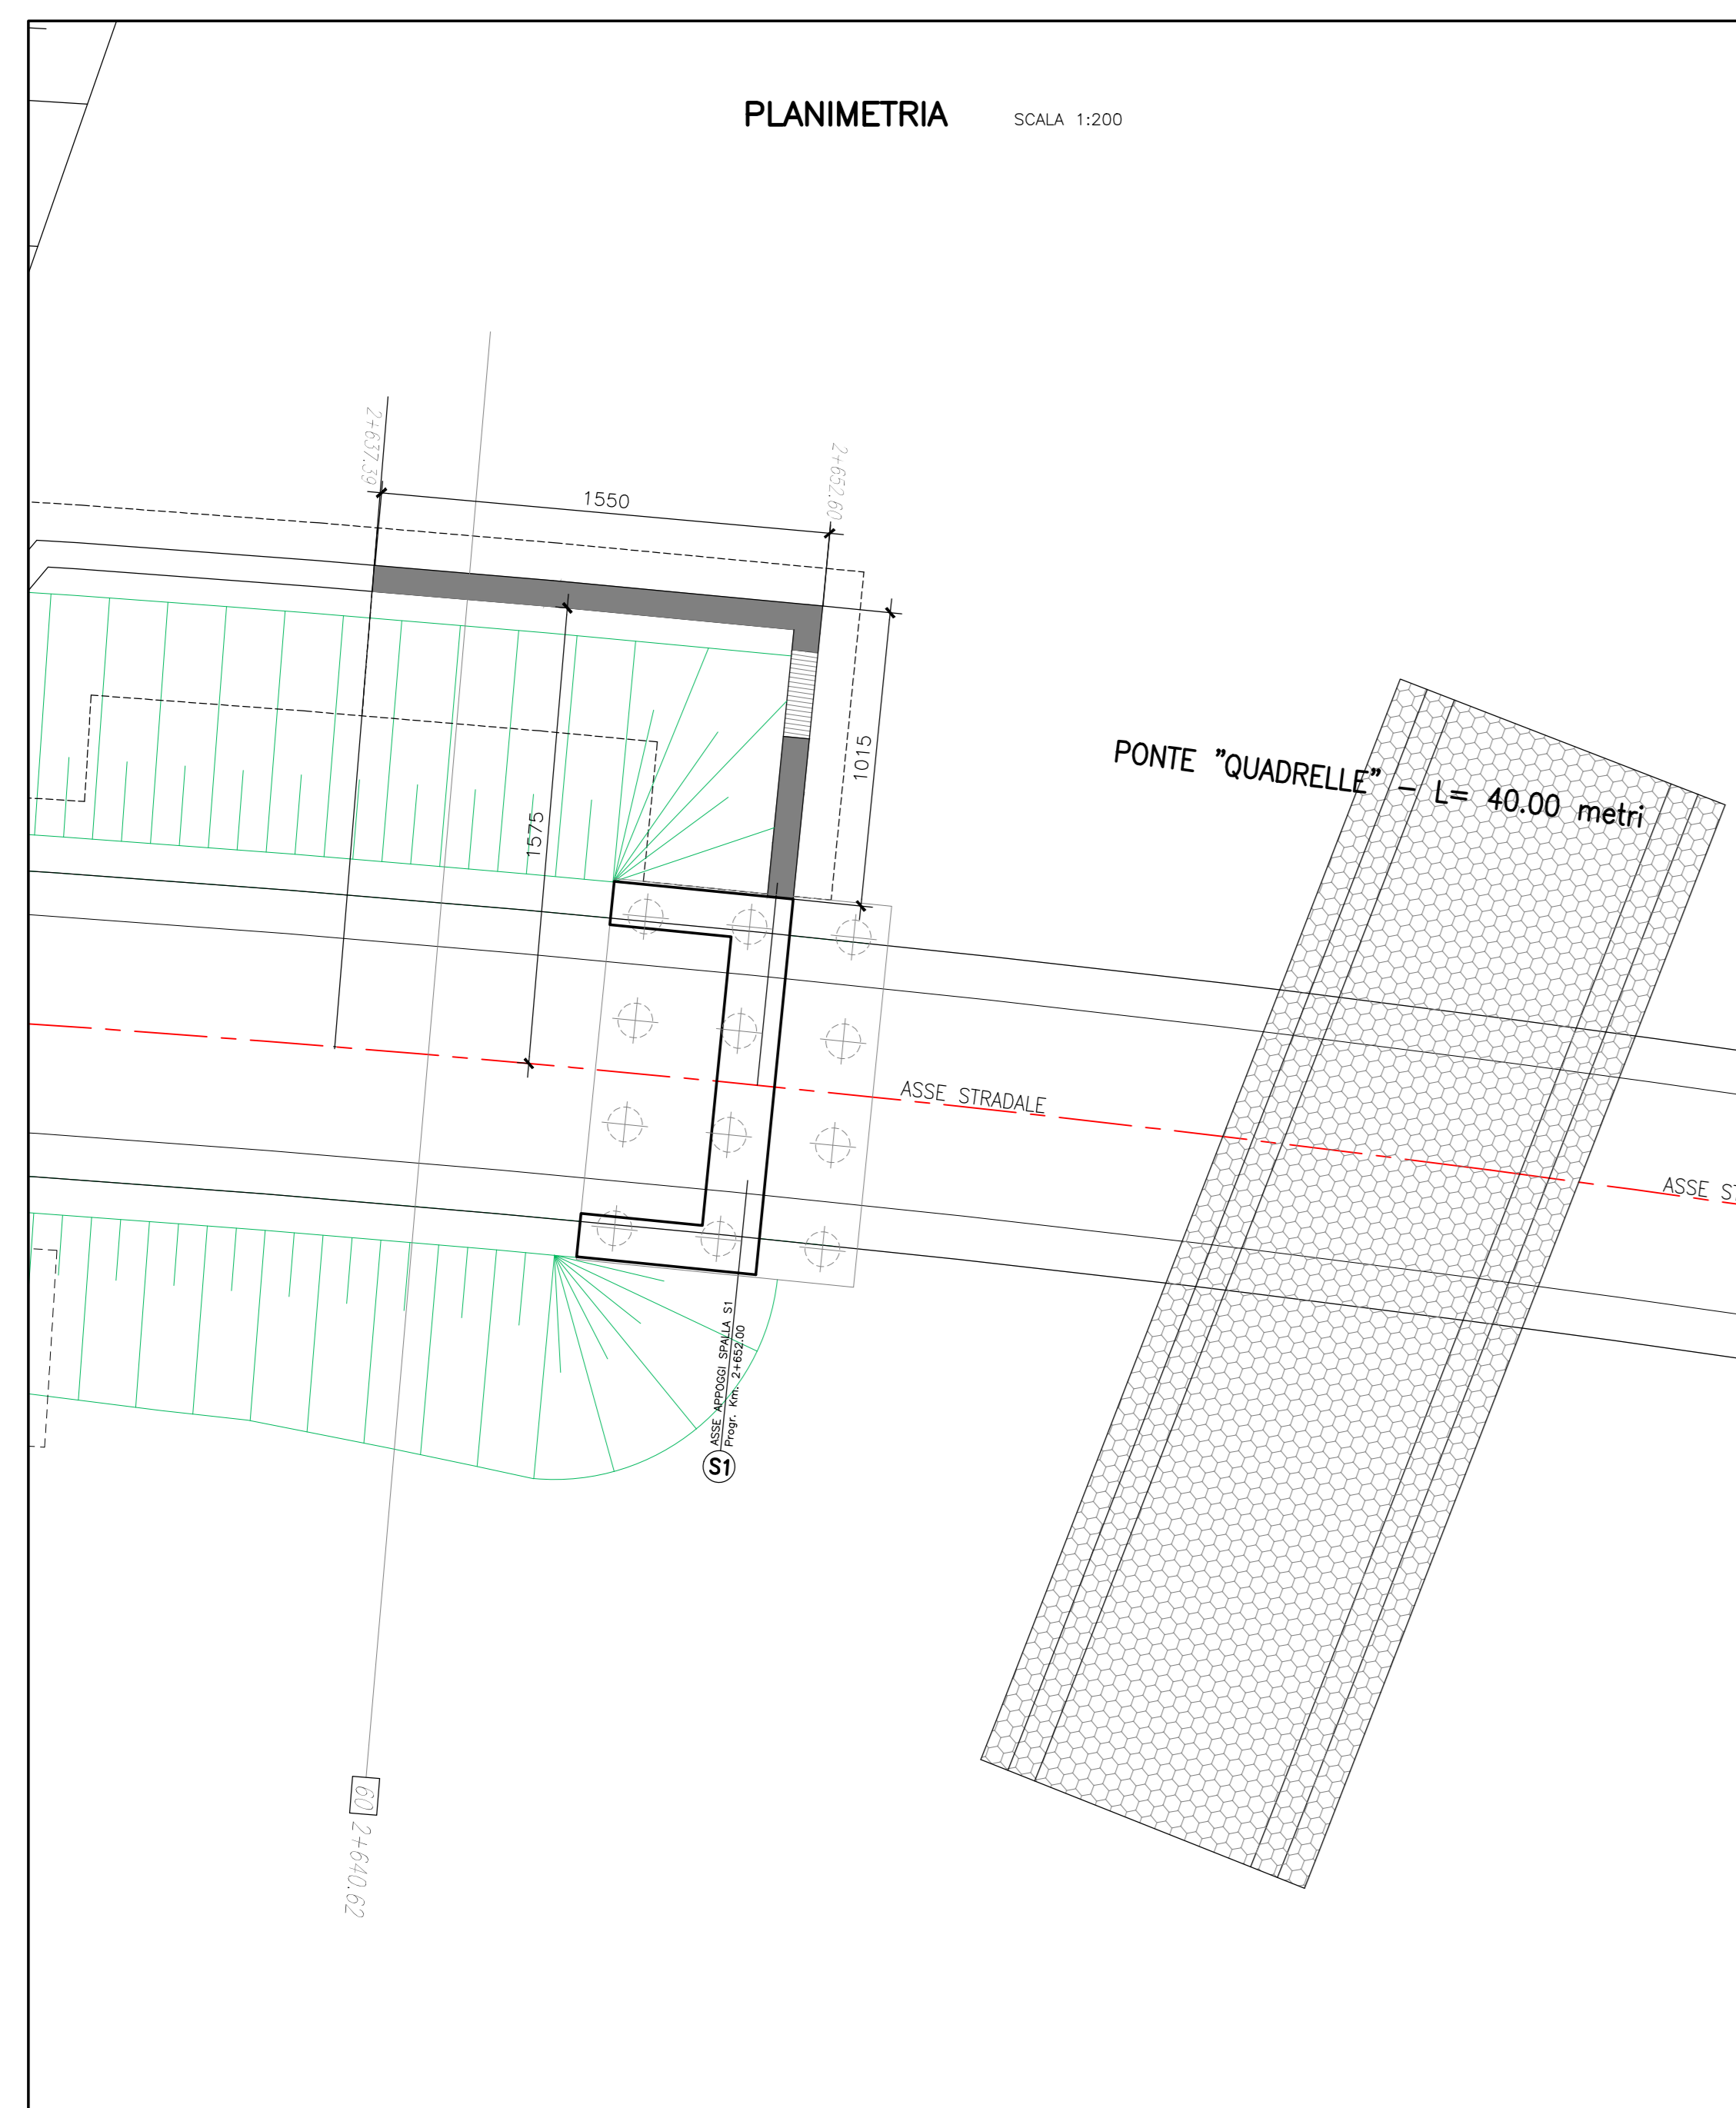 PLANIMETRIA
SCALA 1:200
2+637.39
2+652.60
1550
1015
1575
PONTE "QUADRELLE" - L= 40.00 metri
ASSE STRADALE
ASSE ST
ASSE APPOGGI SPALLA S1
Progr. Km. 2+652.00
S1
60 2+640.62